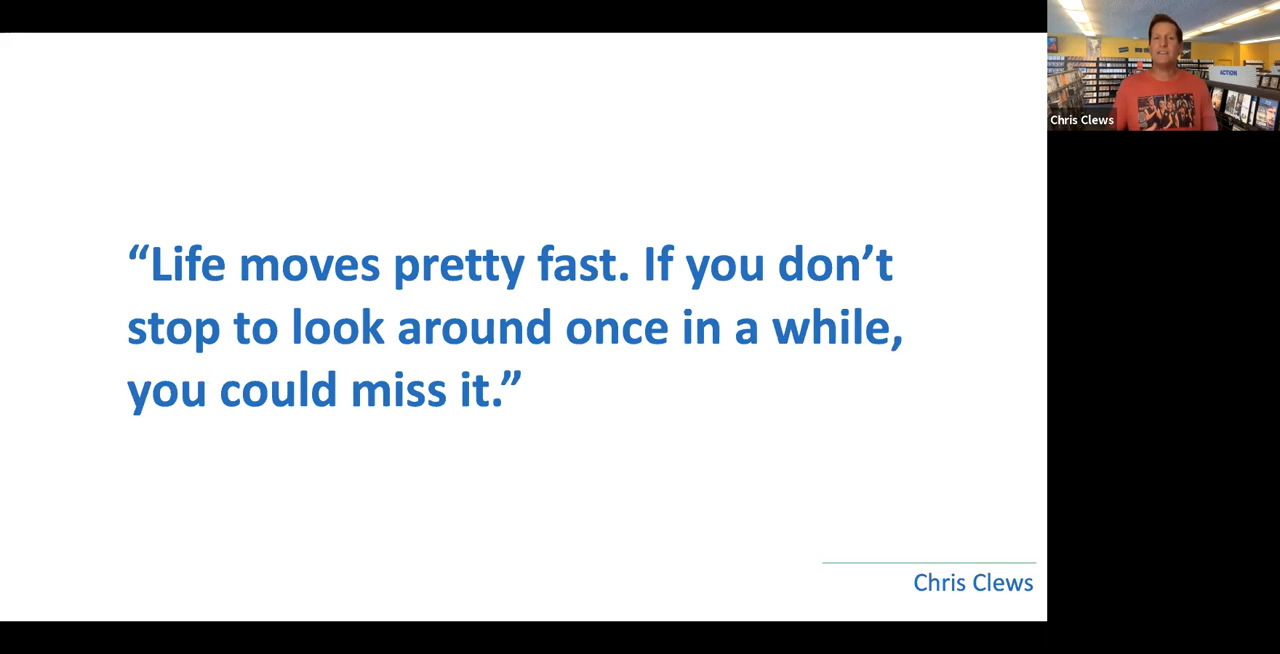 “Life moves pretty fast. If you don’t
stop to look around once in a while,
you could miss it.”
Chris Clews
Chris Clews
ACTION